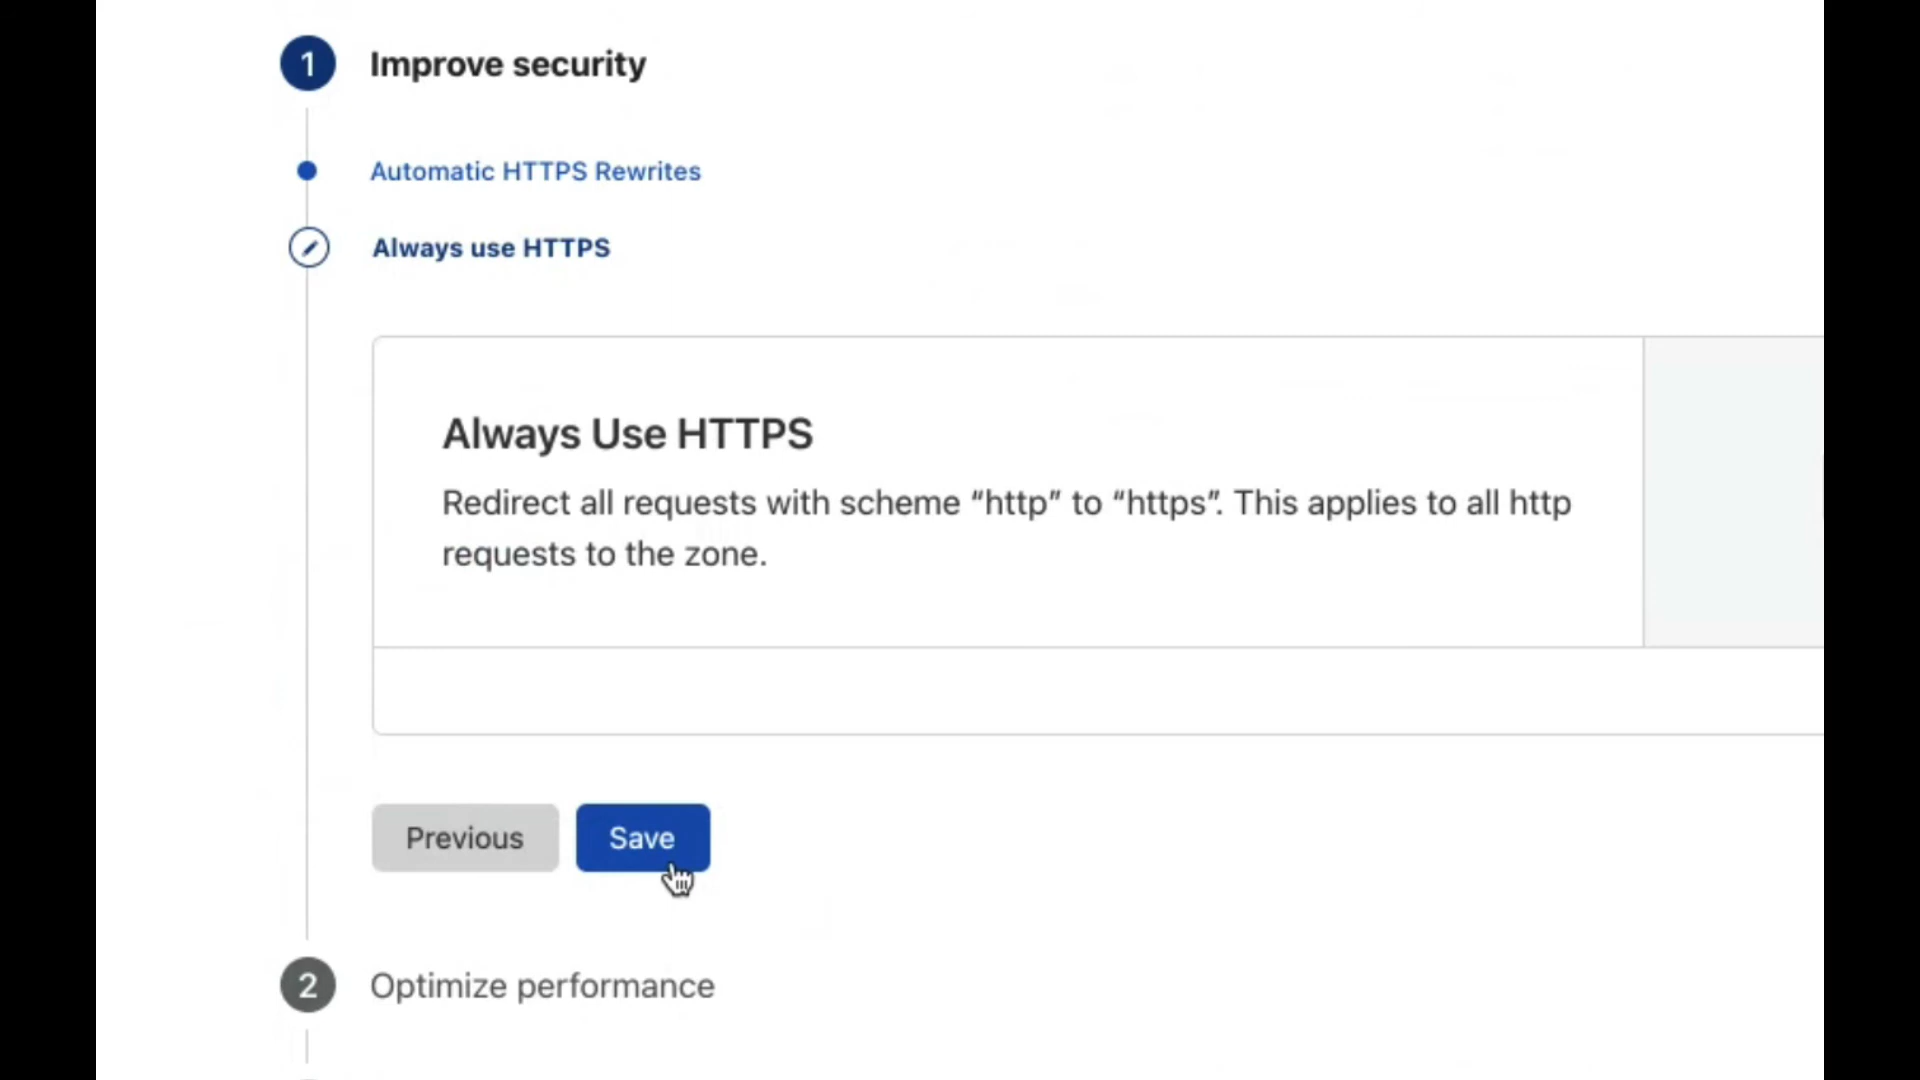 1 Improve security
Automatic HTTPS Rewrites
Always use HTTPS
Always Use HTTPS
Redirect all requests with scheme “http” to “https”. This applies to all http
requests to the zone.
Previous Save
2 Optimize performance